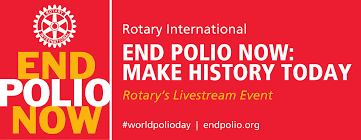 END
POLIO
NOW
Rotary International
END POLIO NOW:
MAKE HISTORY TODAY
Rotary's Livestream Event
#worldpolioday | endpolio.org